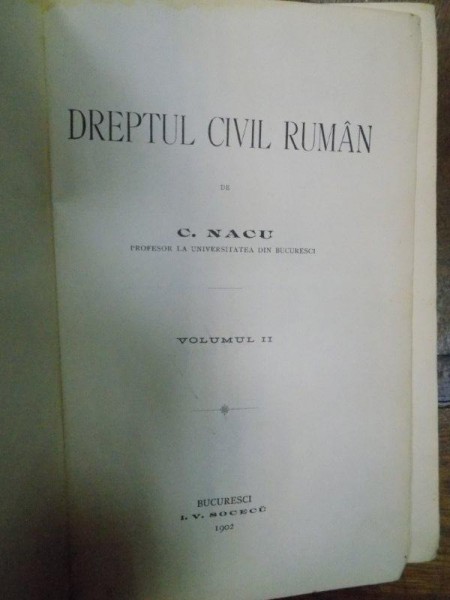 DREPTUL CIVIL RUMÂN
DE
C. NACU
PROFESOR LA UNIVERSITATEA DIN BUCURESCI
VOLUMUL II
BUCURESCI
I. V. SOCECŬ
1902